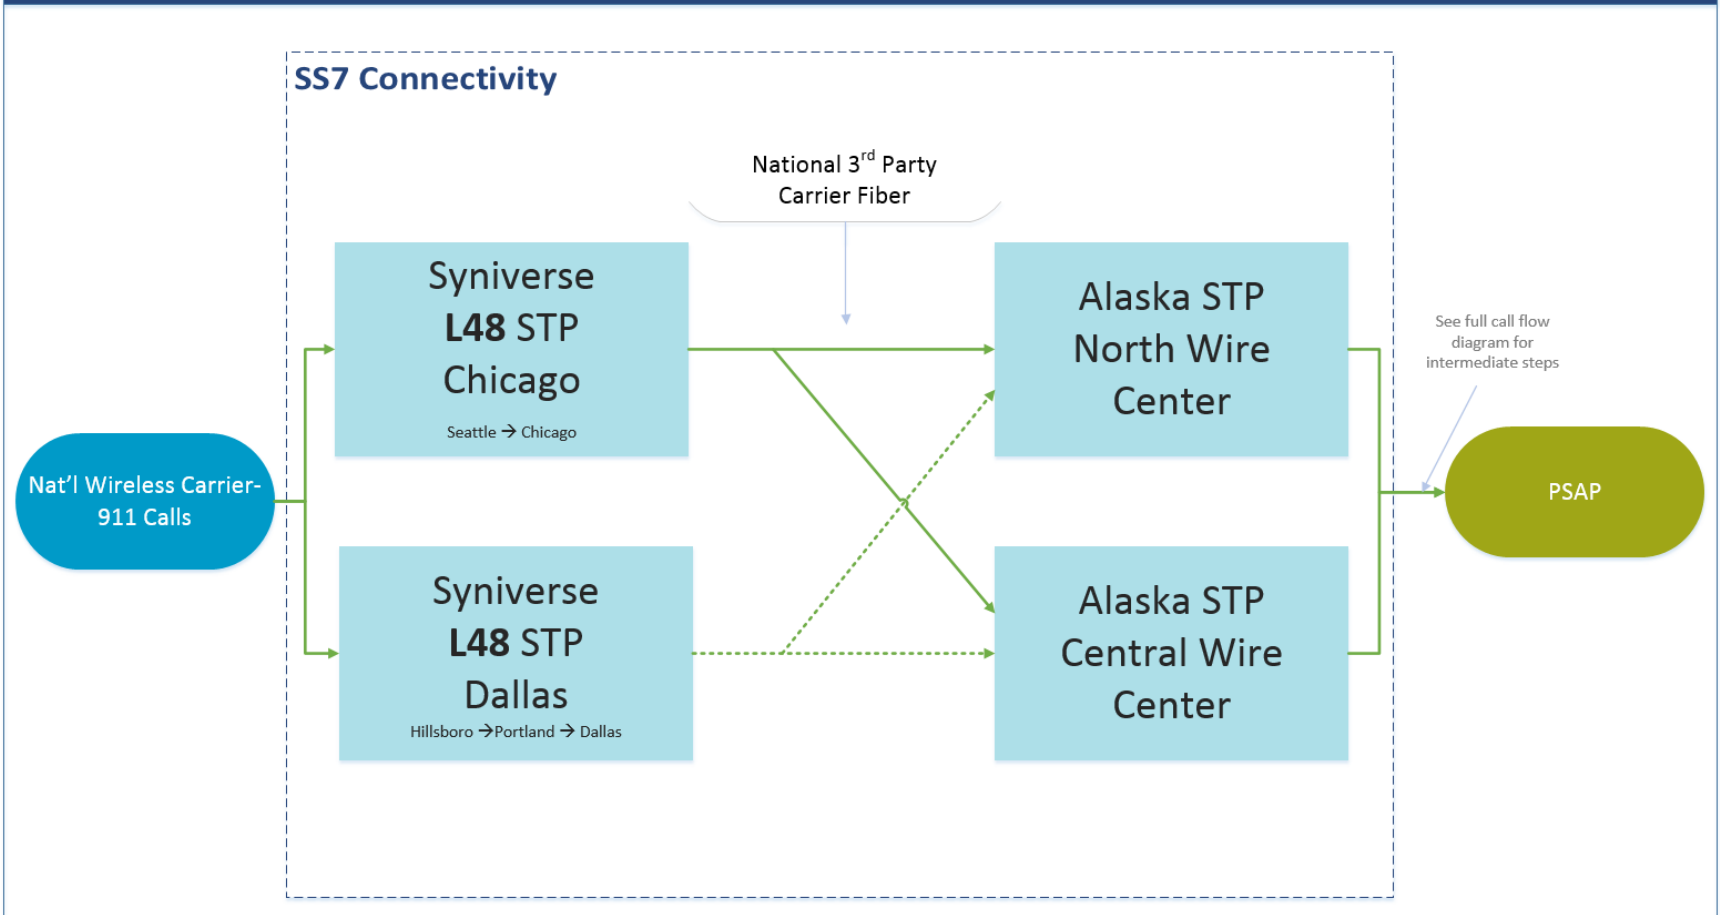 SS7 Connectivity
National 3rd Party
Carrier Fiber
Syniverse
L48 STP
Chicago
Seattle → Chicago
Alaska STP
North Wire
Center
See full call flow
diagram for
intermediate steps
Nat’l Wireless Carrier-
911 Calls
PSAP
Syniverse
L48 STP
Dallas
Hillsboro →Portland → Dallas
Alaska STP
Central Wire
Center